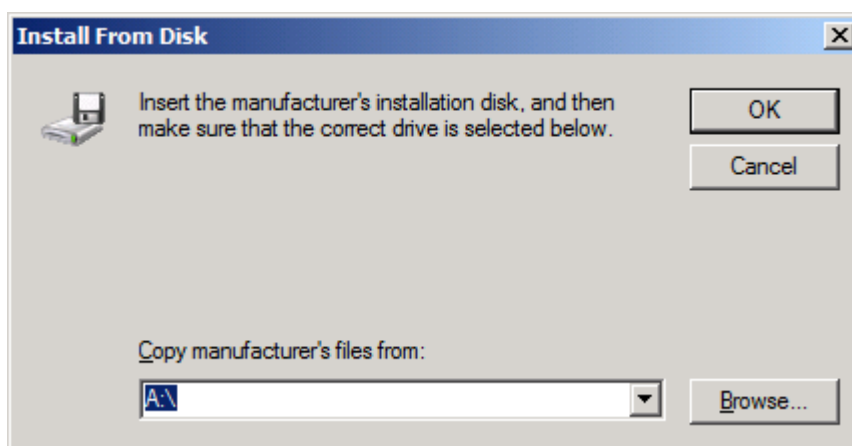 Install From Disk
Insert the manufacturer's installation disk, and then
make sure that the correct drive is selected below.
OK
Cancel
Copy manufacturer's files from:
A:\
Browse...